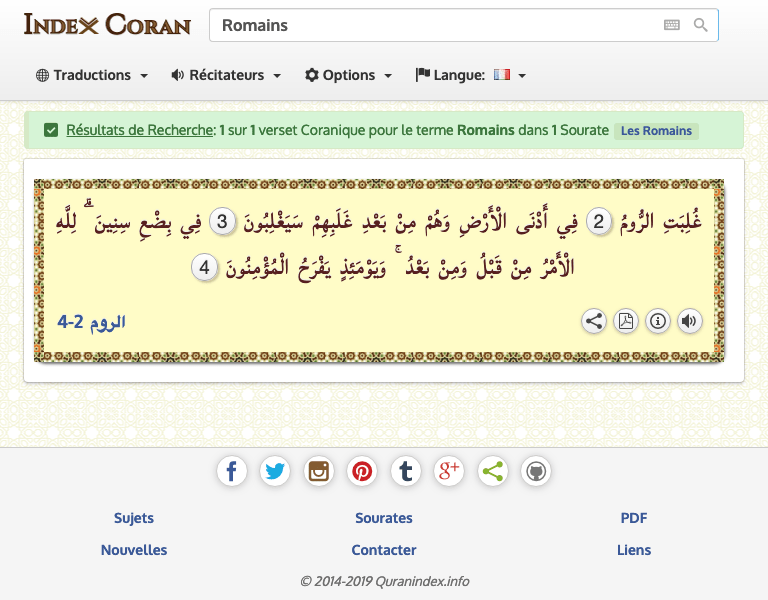 Index Coran
Romains
Traductions Récitateurs Options Langue:
Résultats de Recherche: 1 sur 1 verset Coranique pour le terme Romains dans 1 Sourate Les Romains
غُلِبَتِ الرُّومُ 2 فِي أَدْنَى الْأَرْضِ وَهُمْ مِنْ بَعْدِ غَلَبِهِمْ سَيَغْلِبُونَ 3 فِي بِضْعِ سِنِينَ ۗ لِلَّهِ
الْأَمْرُ مِنْ قَبْلُ وَمِنْ بَعْدُ ۚ وَيَوْمَئِذٍ يَفْرَحُ الْمُؤْمِنُونَ 4
الروم 2-4
Sujets Sourates PDF
Nouvelles Contacter Liens
© 2014-2019 Quranindex.info